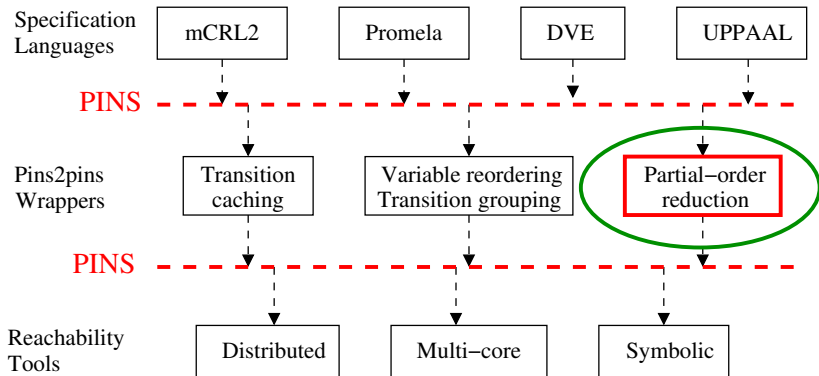 Specification
Languages
mCRL2
Promela
DVE
UPPAAL
PINS
Pins2pins
Wrappers
Transition
caching
Variable reordering
Transition grouping
Partial−order
reduction
PINS
Reachability
Tools
Distributed
Multi−core
Symbolic